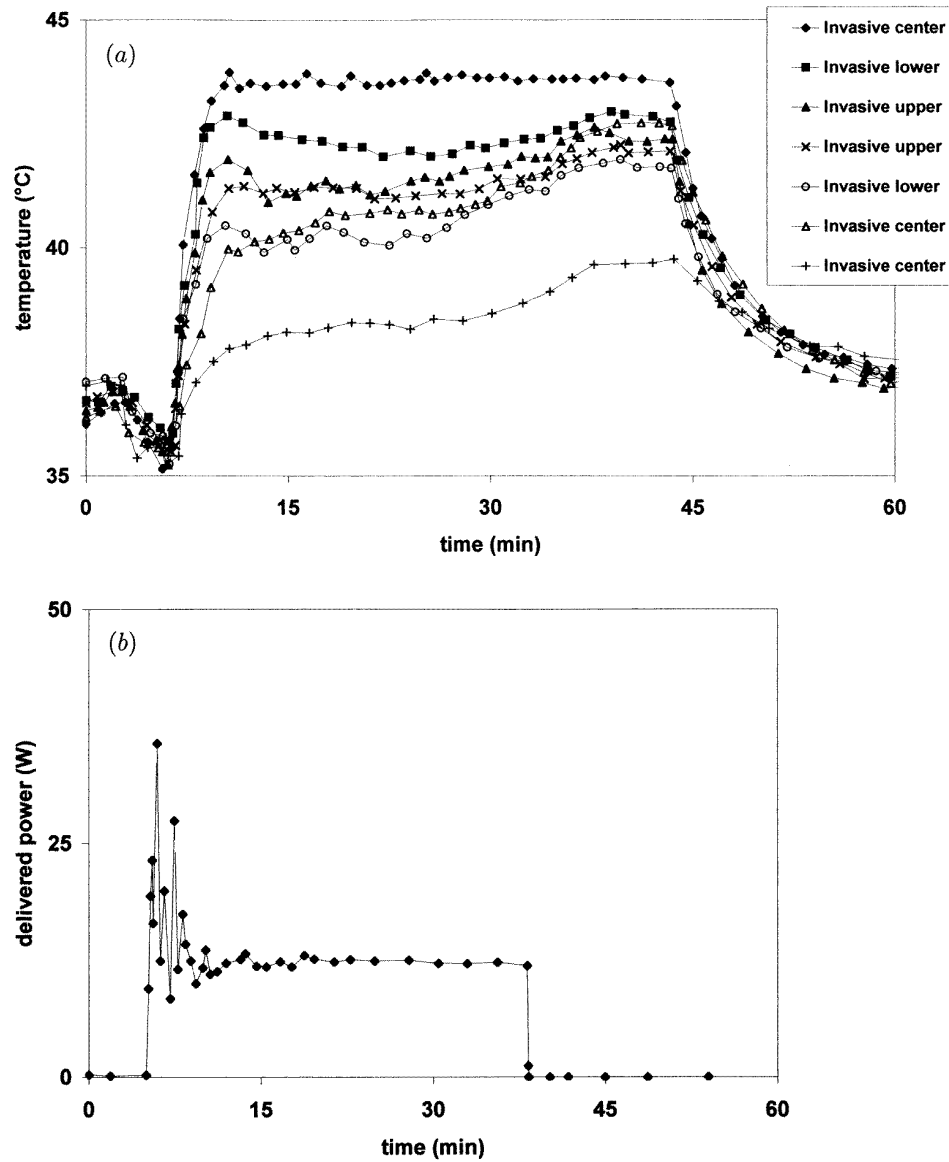 45
(a)
Invasive center
Invasive lower
Invasive upper
Invasive upper
Invasive lower
Invasive center
Invasive center
temperature (°C)
40
35
0
15
30
45
60
time (min)
50
(b)
delivered power (W)
25
0
0
15
30
45
60
time (min)